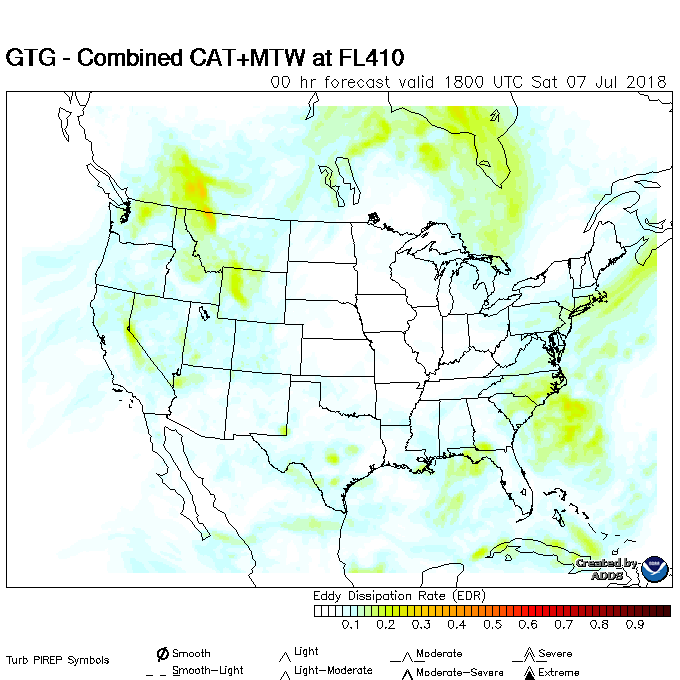 GTG - Combined CAT+MTW at FL410
00 hr forecast valid 1800 UTC Sat 07 Jul 2018
Created by
ADDS
Eddy Dissipation Rate (EDR)
0.1 0.2 0.3 0.4 0.5 0.6 0.7 0.8 0.9
Turb PIREP Symbols
Smooth Light Moderate Severe
Smooth-Light Light-Moderate Moderate-Severe Extreme